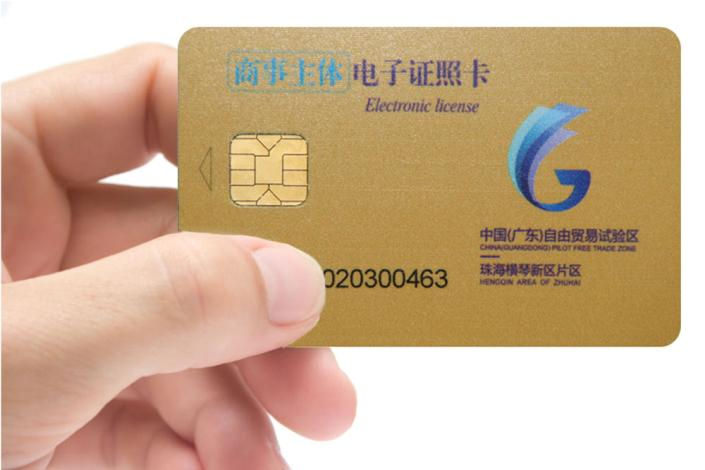 商事主体电子证照卡
Electronic license
020300463
中国(广东)自由贸易试验区
CHINA(GUANGDONG) PILOT FREE TRADE ZONE
珠海横琴新区片区
HENGQIN AREA OF ZHUHAI